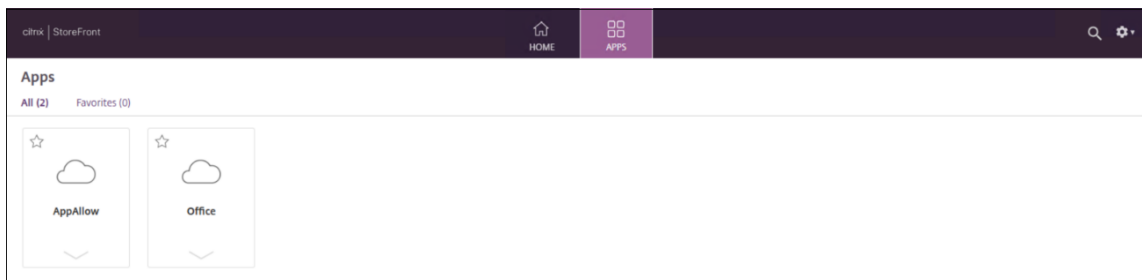 citrix | StoreFront
HOME
APPS
Apps
All (2) Favorites (0)
AppAllow
Office